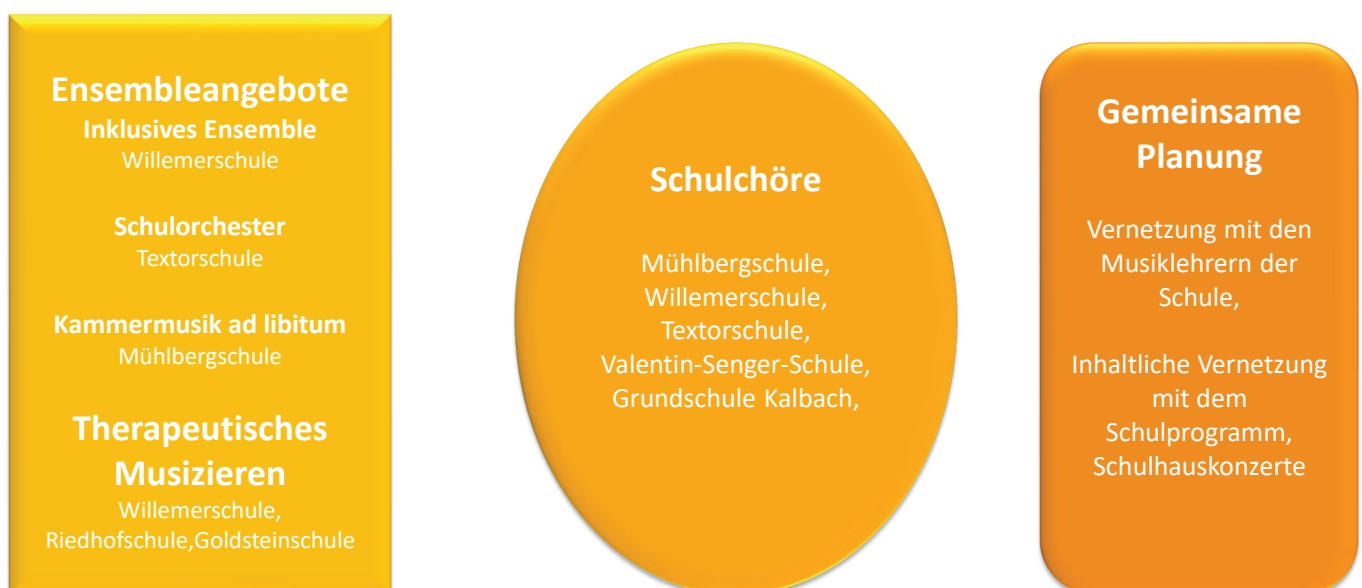 Ensembleangebote
Inklusives Ensemble
Willemerschule
Schulorchester
Textorschule
Kammermusik ad libitum
Mühlbergschule
Therapeutisches
Musizieren
Willemerschule,
Riedhofschule,Goldsteinschule
Schulchöre
Mühlbergschule,
Willemerschule,
Textorschule,
Valentin-Senger-Schule,
Grundschule Kalbach,
Gemeinsame
Planung
Vernetzung mit den
Musiklehrern der
Schule,
Inhaltliche Vernetzung
mit dem
Schulprogramm,
Schulhauskonzerte